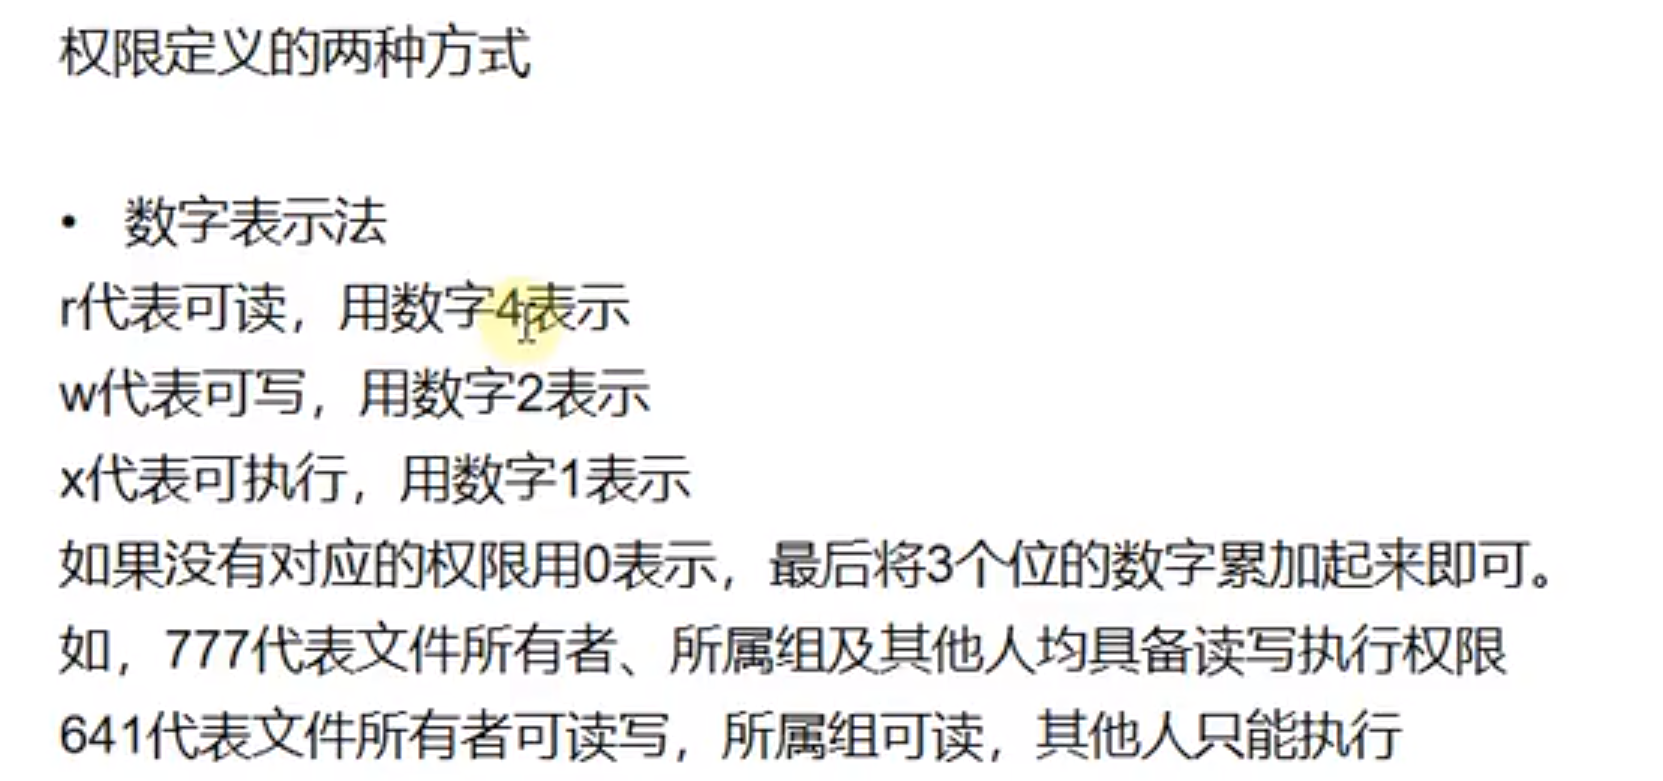 权限定义的两种方式
• 数字表示法
r代表可读，用数字4表示
w代表可写，用数字2表示
x代表可执行，用数字1表示
如果没有对应的权限用0表示，最后将3个位的数字累加起来即可。
如，777代表文件所有者、所属组及其他人均具备读写执行权限
641代表文件所有者可读写，所属组可读，其他人只能执行